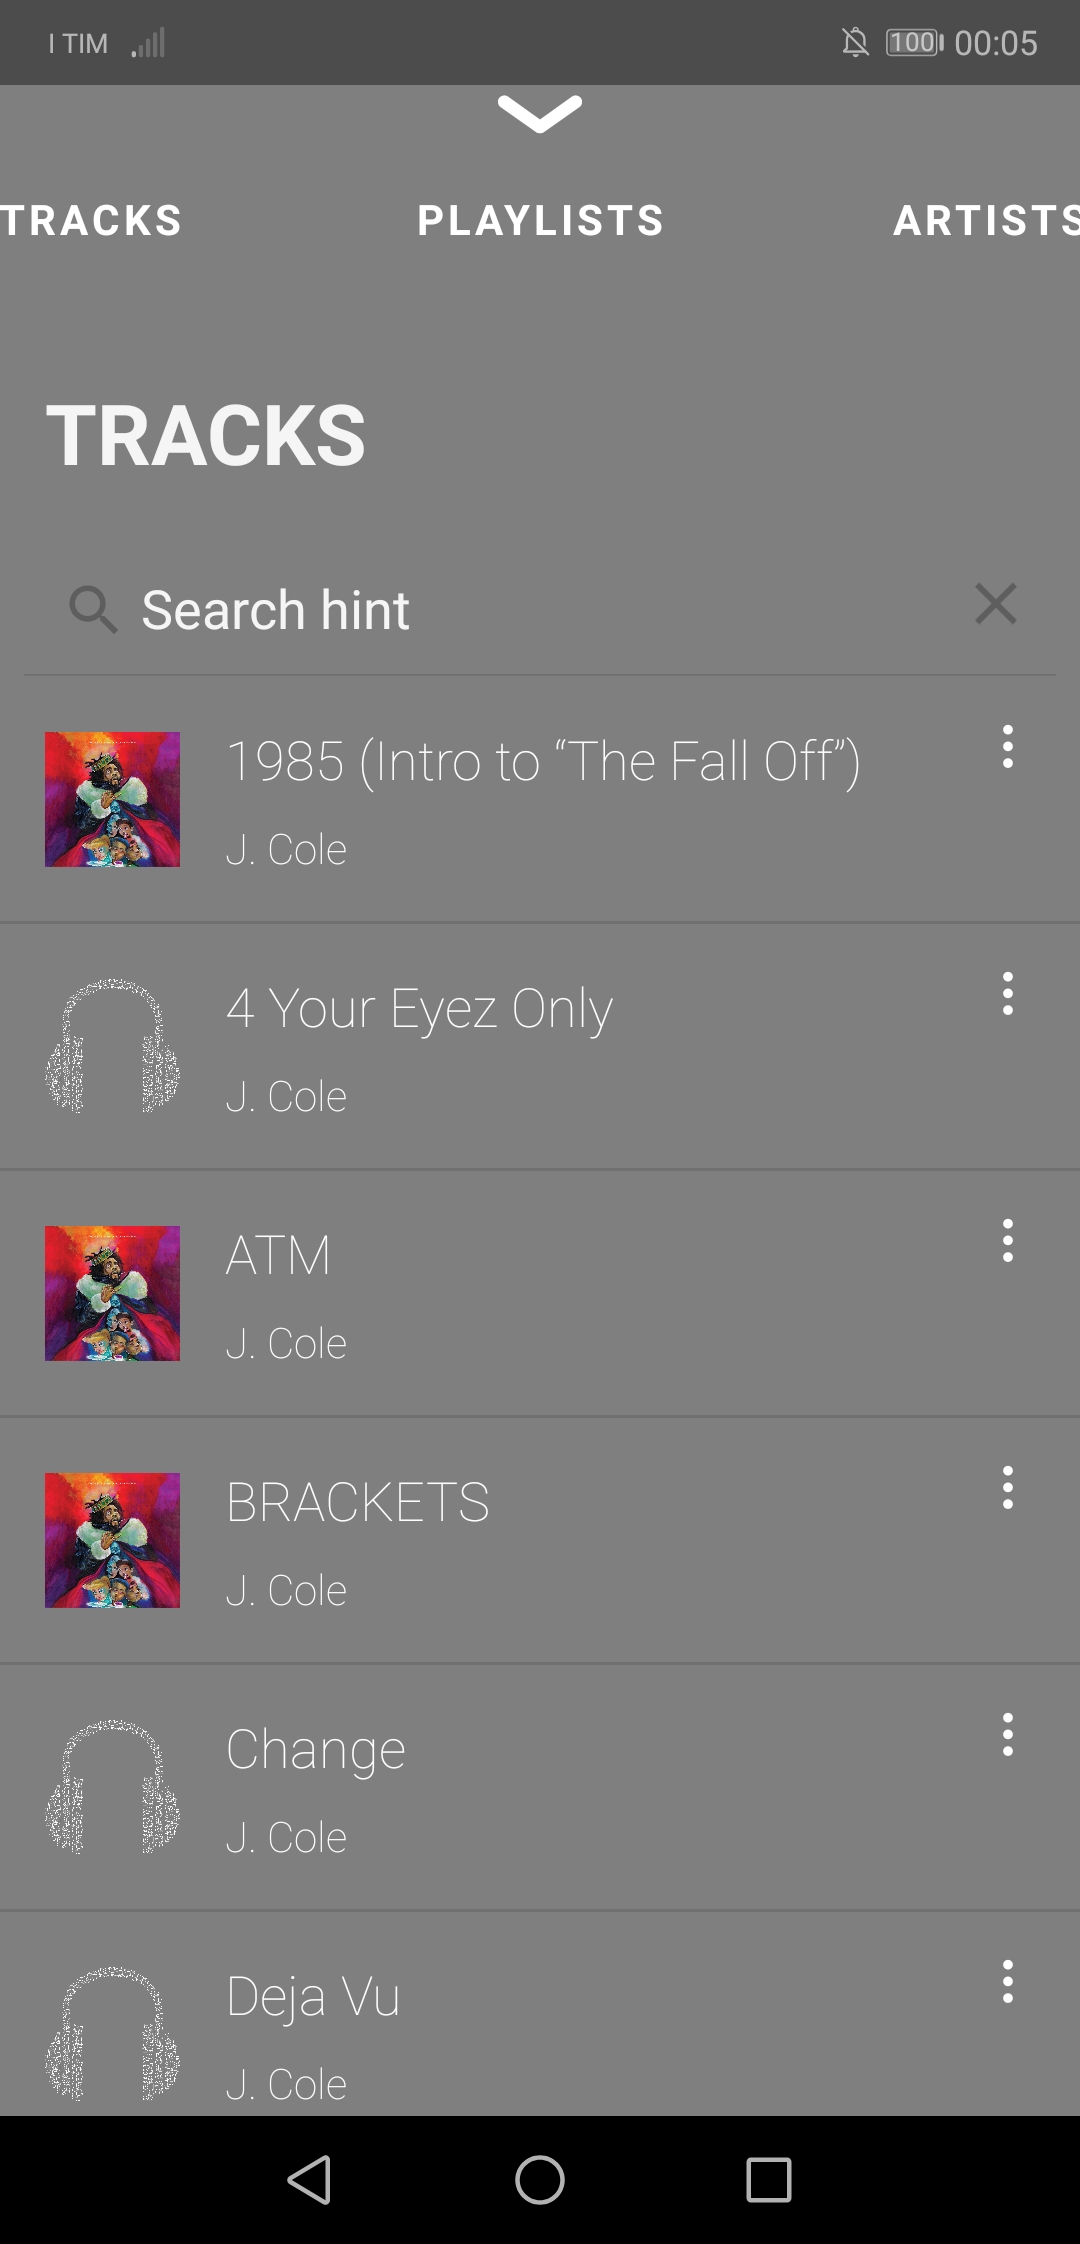 I TIM 100 00:05
TRACKS PLAYLISTS ARTISTS
TRACKS
Search hint
1985 (Intro to “The Fall Off”)
J. Cole
4 Your Eyez Only
J. Cole
ATM
J. Cole
BRACKETS
J. Cole
Change
J. Cole
Deja Vu
J. Cole